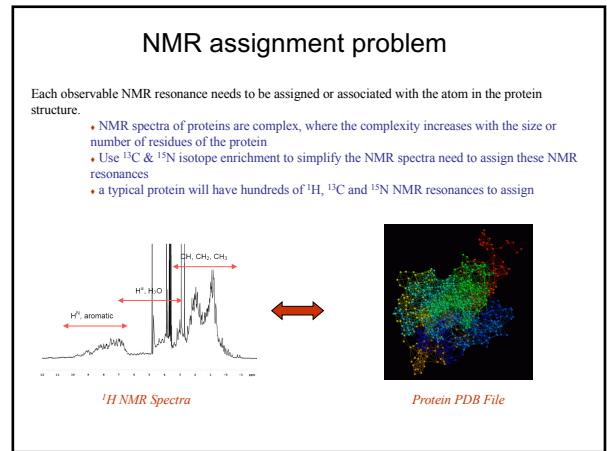 NMR assignment problem
Each observable NMR resonance needs to be assigned or associated with the atom in the protein
structure.
♦ NMR spectra of proteins are complex, where the complexity increases with the size or
number of residues of the protein
♦ Use ¹³C & ¹⁵N isotope enrichment to simplify the NMR spectra need to assign these NMR
resonances
♦ a typical protein will have hundreds of ¹H, ¹³C and ¹⁵N NMR resonances to assign
CH, CH₂, CH₃
Hᵅ, H₂O
Hᴺ, aromatic
ppm
¹H NMR Spectra
Protein PDB File